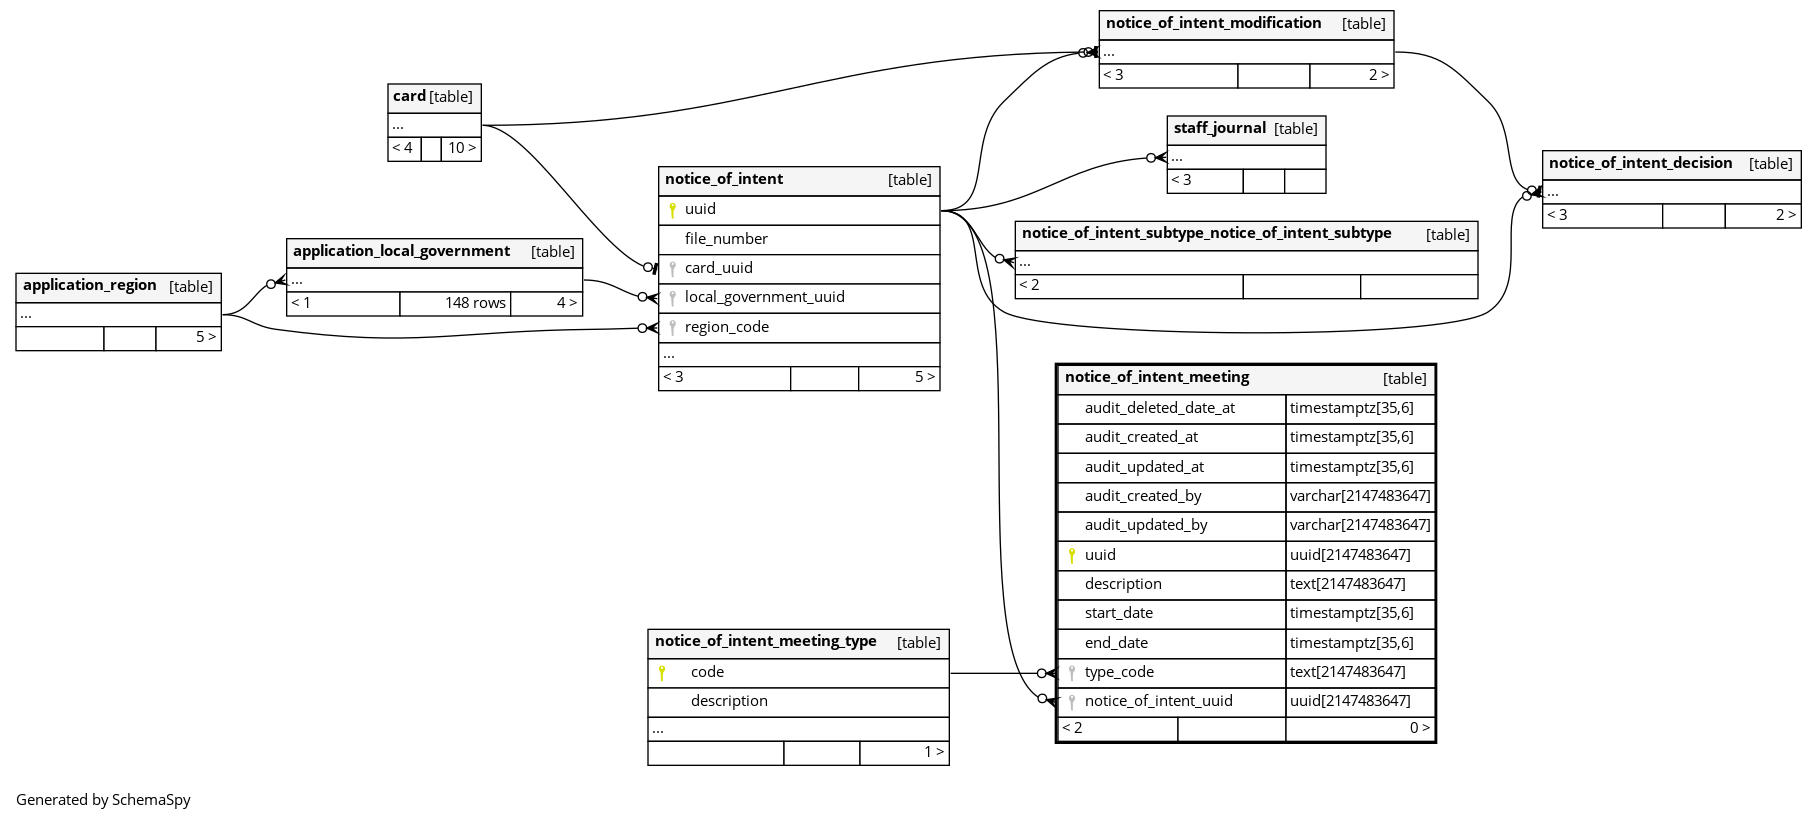 notice_of_intent_modification [table]
...
< 3 2 >
card [table]
...
< 4 10 >
staff_journal [table]
...
< 3
notice_of_intent_decision [table]
...
< 3 2 >
notice_of_intent [table]
uuid
file_number
card_uuid
local_government_uuid
region_code
...
< 3 5 >
notice_of_intent_subtype_notice_of_intent_subtype [table]
...
< 2
application_local_government [table]
...
< 1 148 rows 4 >
application_region [table]
...
5 >
notice_of_intent_meeting [table]
audit_deleted_date_at timestamptz[35,6]
audit_created_at timestamptz[35,6]
audit_updated_at timestamptz[35,6]
audit_created_by varchar[2147483647]
audit_updated_by varchar[2147483647]
uuid uuid[2147483647]
description text[2147483647]
start_date timestamptz[35,6]
end_date timestamptz[35,6]
type_code text[2147483647]
notice_of_intent_uuid uuid[2147483647]
< 2 0 >
notice_of_intent_meeting_type [table]
code
description
...
1 >
Generated by SchemaSpy